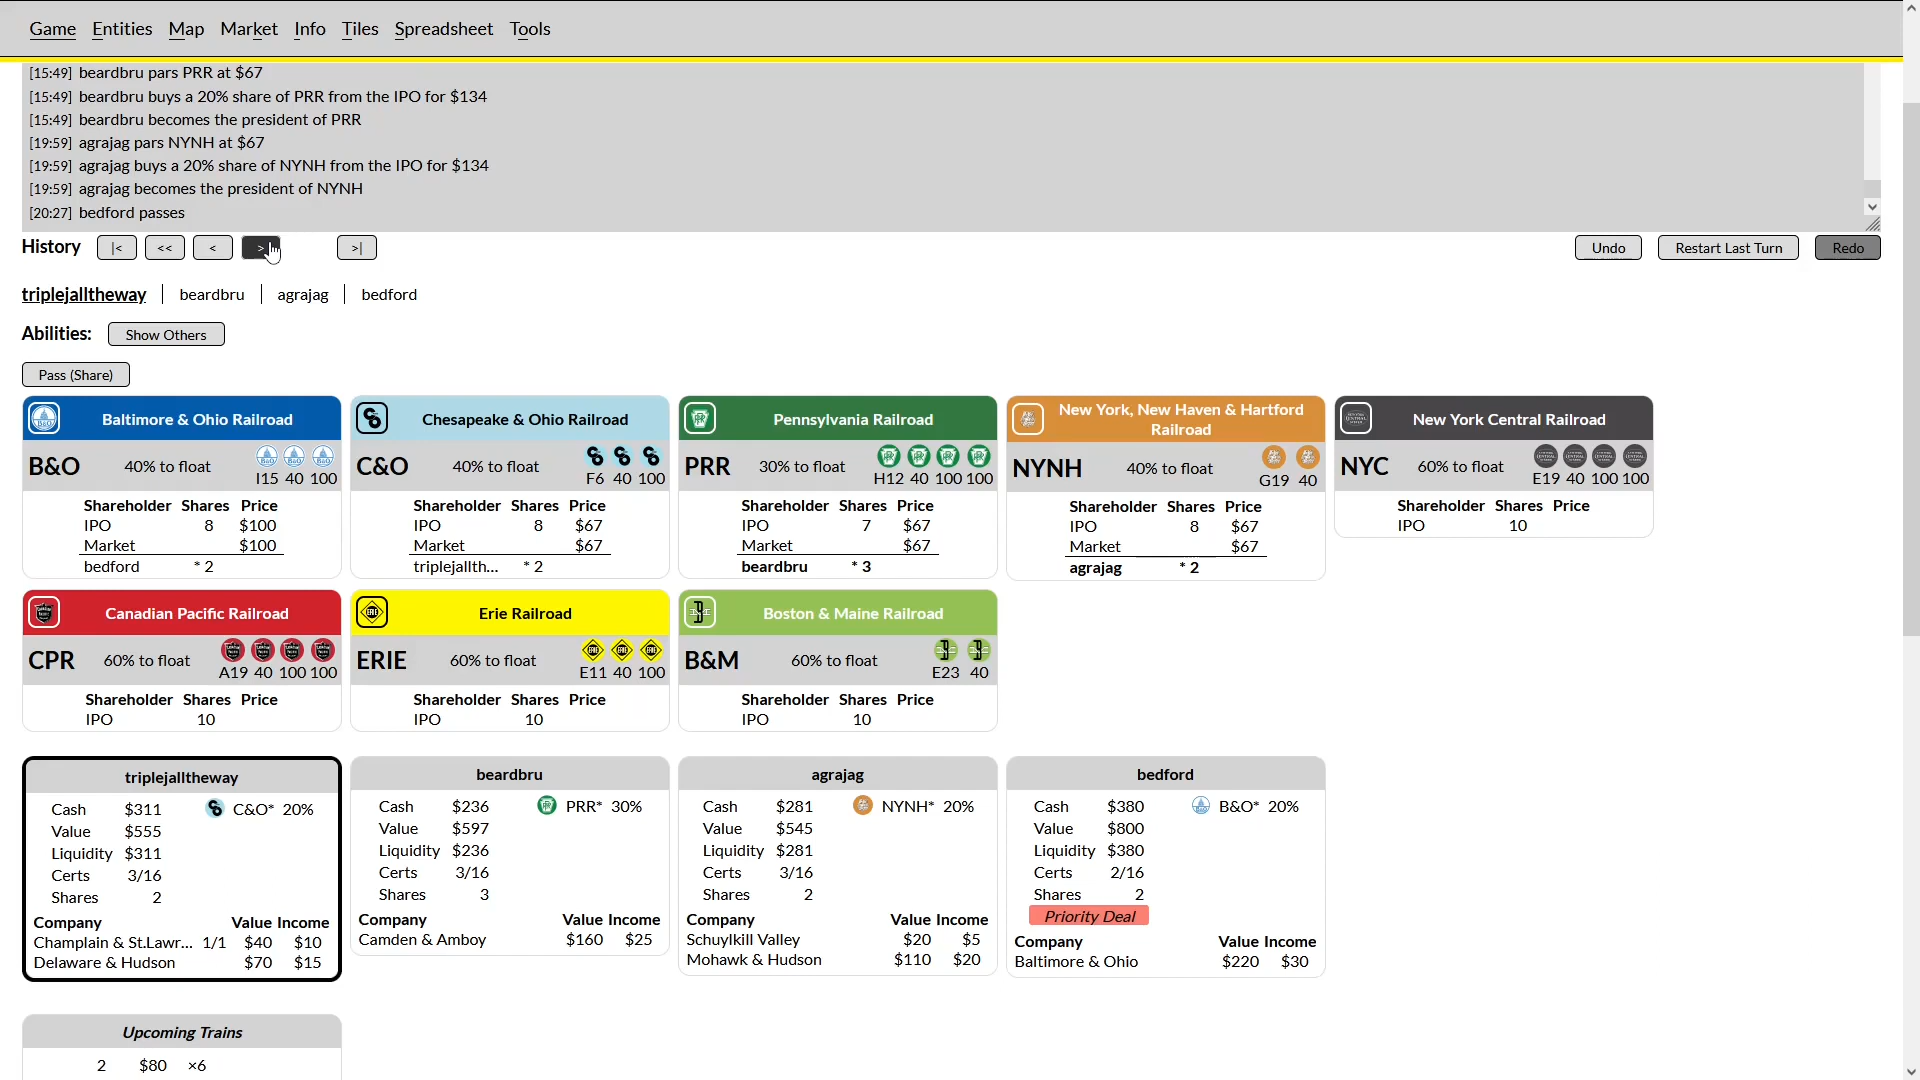 Game Entities Map Market Info Tiles Spreadsheet Tools
[15:49] beardbru pars PRR at $67
[15:49] beardbru buys a 20% share of PRR from the IPO for $134
[15:49] beardbru becomes the president of PRR
[19:59] agrajag pars NYNH at $67
[19:59] agrajag buys a 20% share of NYNH from the IPO for $134
[19:59] agrajag becomes the president of NYNH
[20:27] bedford passes
History |< << < > >| Undo Restart Last Turn Redo
triplejalltheway beardbru agrajag bedford
Abilities: Show Others
Pass (Share)
Baltimore & Ohio Railroad
B&O 40% to float I15 40 100
Shareholder Shares Price
IPO 8 $100
Market $100
bedford * 2
Chesapeake & Ohio Railroad
C&O 40% to float F6 40 100
Shareholder Shares Price
IPO 8 $67
Market $67
triplejallth... * 2
Pennsylvania Railroad
PRR 30% to float H12 40 100 100
Shareholder Shares Price
IPO 7 $67
Market $67
beardbru * 3
New York, New Haven & Hartford
Railroad
NYNH 40% to float G19 40
Shareholder Shares Price
IPO 8 $67
Market $67
agrajag * 2
New York Central Railroad
NYC 60% to float E19 40 100 100
Shareholder Shares Price
IPO 10
Canadian Pacific Railroad
CPR 60% to float A19 40 100 100
Shareholder Shares Price
IPO 10
Erie Railroad
ERIE 60% to float E11 40 100
Shareholder Shares Price
IPO 10
Boston & Maine Railroad
B&M 60% to float E23 40
Shareholder Shares Price
IPO 10
triplejalltheway
Cash $311 C&O* 20%
Value $555
Liquidity $311
Certs 3/16
Shares 2
Company Value Income
Champlain & St.Lawr... 1/1 $40 $10
Delaware & Hudson $70 $15
beardbru
Cash $236 PRR* 30%
Value $597
Liquidity $236
Certs 3/16
Shares 3
Company Value Income
Camden & Amboy $160 $25
agrajag
Cash $281 NYNH* 20%
Value $545
Liquidity $281
Certs 3/16
Shares 2
Company Value Income
Schuylkill Valley $20 $5
Mohawk & Hudson $110 $20
bedford
Cash $380 B&O* 20%
Value $800
Liquidity $380
Certs 2/16
Shares 2
Priority Deal
Company Value Income
Baltimore & Ohio $220 $30
Upcoming Trains
2 $80 ×6